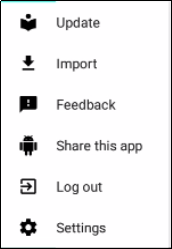 Update
Import
Feedback
Share this app
Log out
Settings